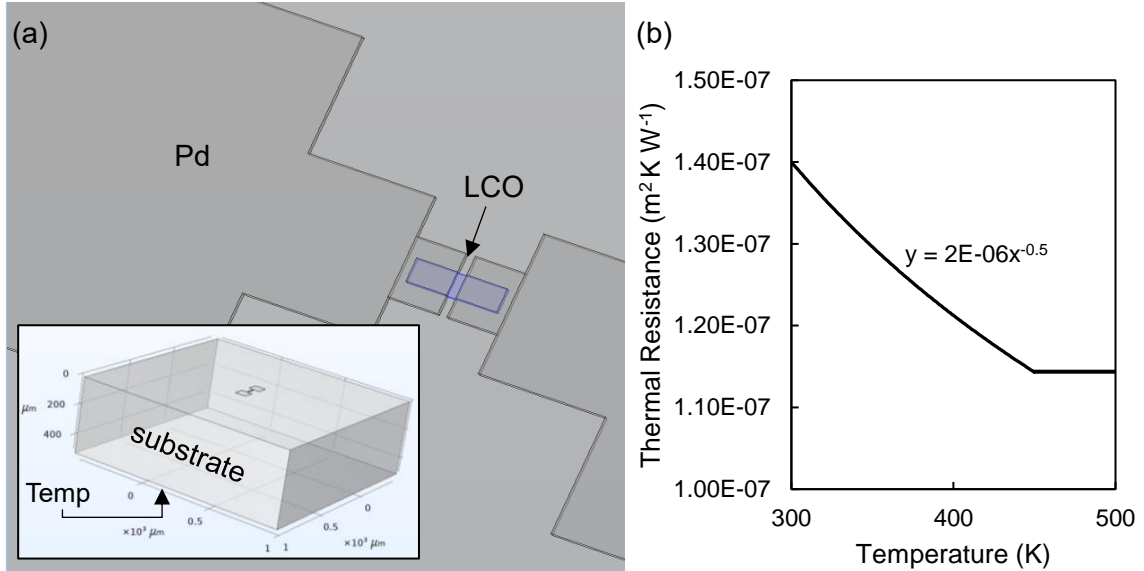 (a)
Pd
LCO
0
200
μm
400
substrate
Temp
0
0.5
1
×10³ μm
1
0.5
0
×10³ μm
(b)
Thermal Resistance (m² K W⁻¹)
1.50E-07
1.40E-07
1.30E-07
1.20E-07
1.10E-07
1.00E-07
y = 2E-06x⁻⁰·⁵
300
400
500
Temperature (K)